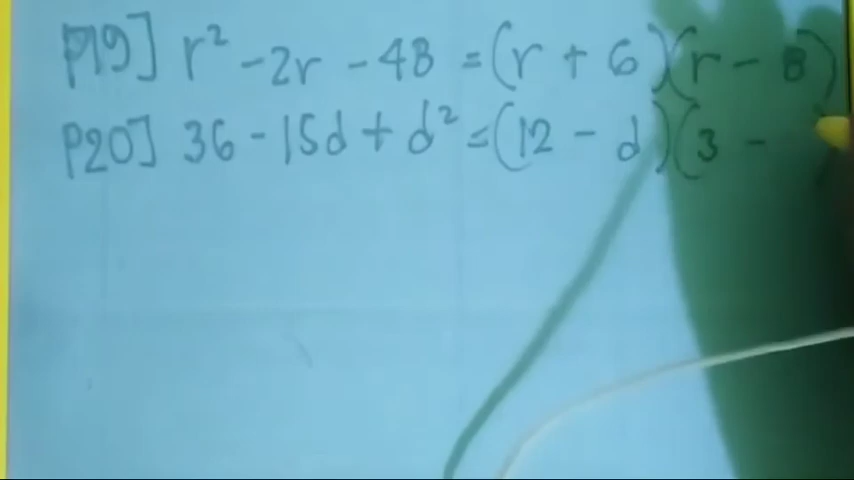 P19] r² - 2r - 48 = (r + 6)(r - 8)
P20] 36 - 15d + d² = (12 - d)(3 -